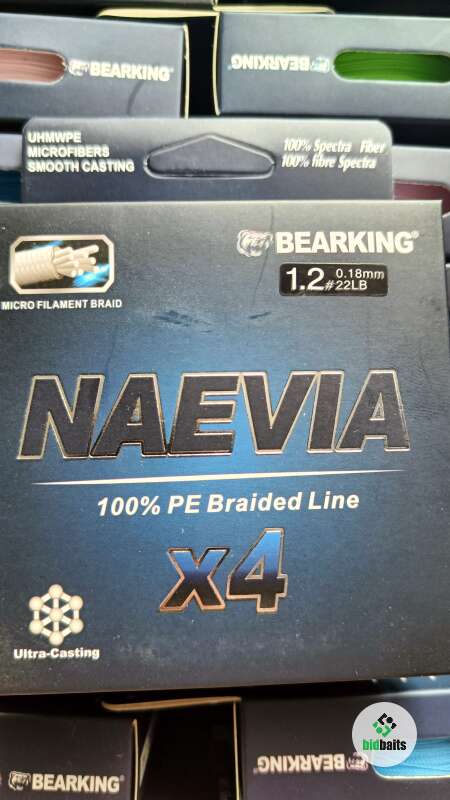 BEARKING®
BEARKING®
UHMWPE
MICROFIBERS
SMOOTH CASTING
100% Spectra Fiber
100% fibre Spectra
BEARKING®
MICRO FILAMENT BRAID
1.2# 0.18mm
22LB
NAEVIA
100% PE Braided Line
X4
Ultra-Casting
BEARKING®
BEARKING®
bidbaits